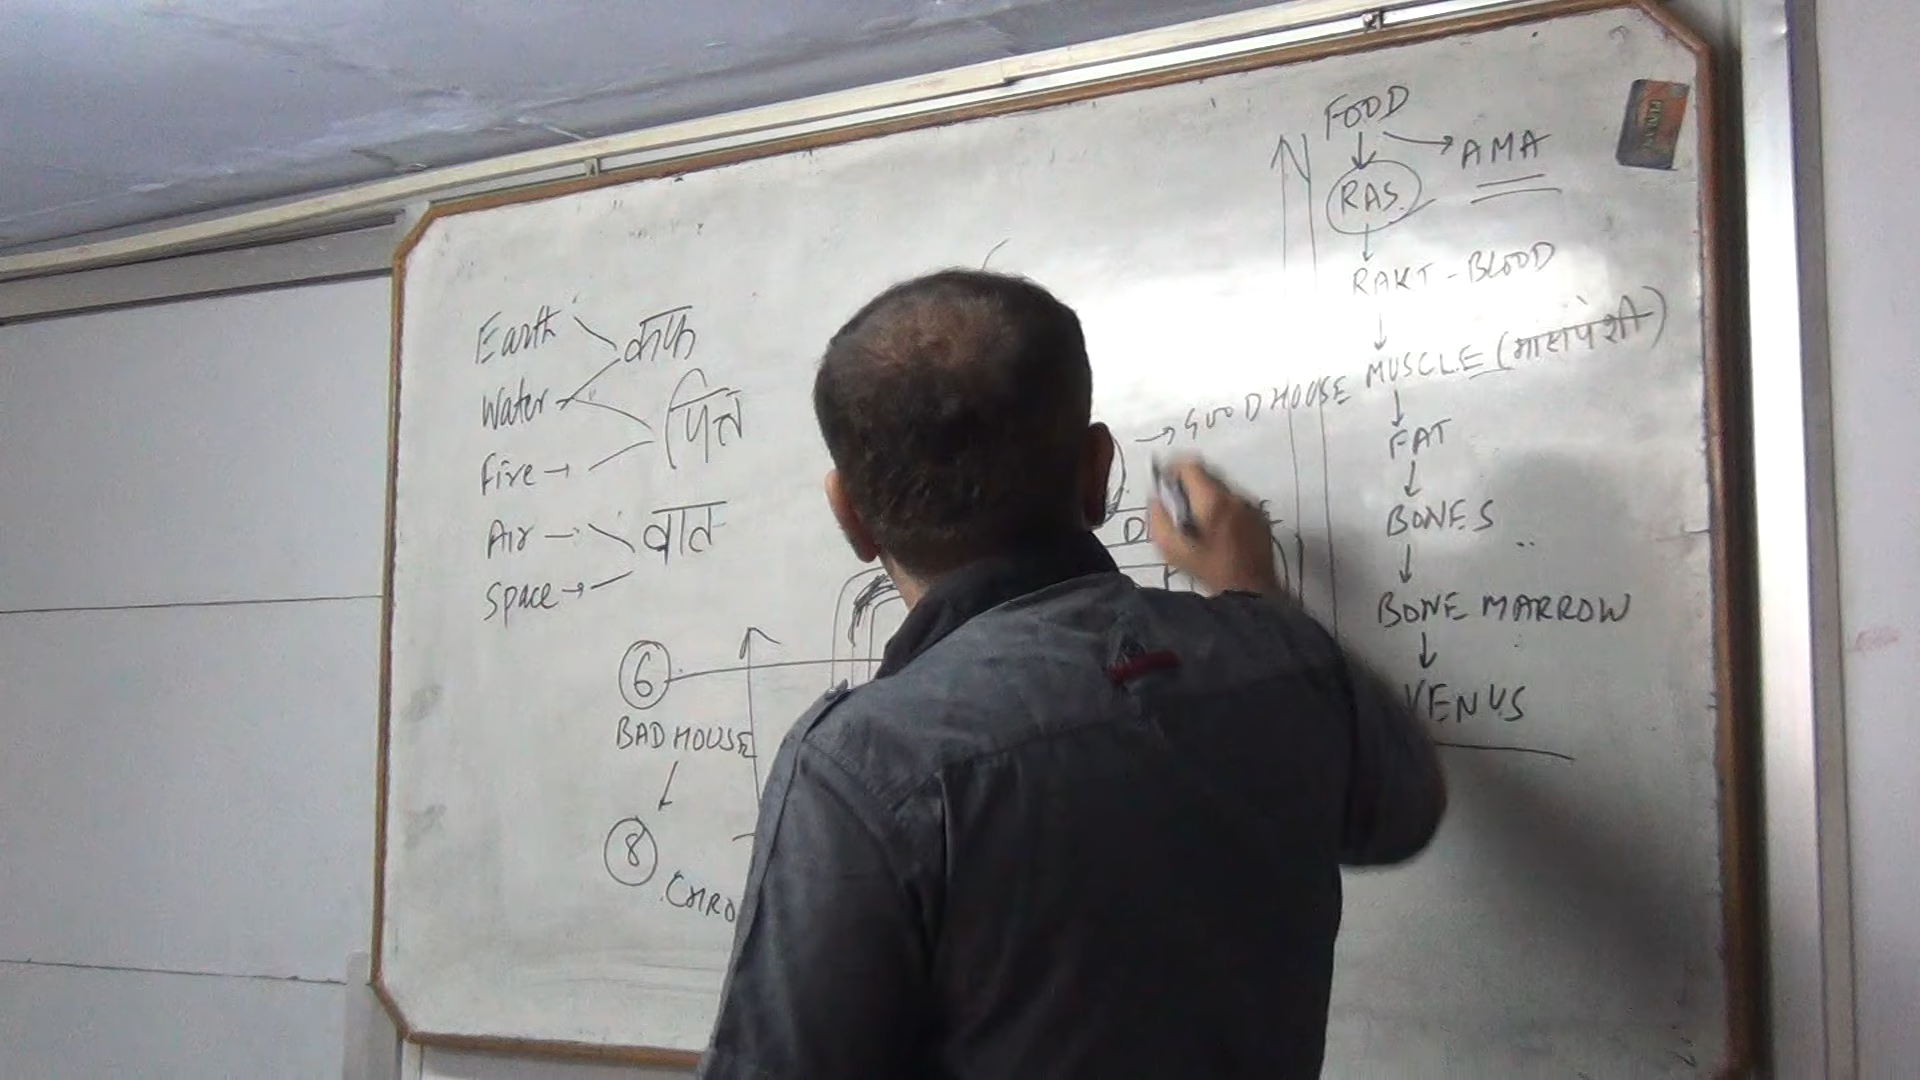 Earth
कफ
Water
पित्त
Fire
Air
वात
Space
6
BAD HOUSE
8
GOOD HOUSE
FOOD
AMA
RAS
RAKT - BLOOD
MUSCLE (मासपेशी)
FAT
BONES
BONE MARROW
VENUS